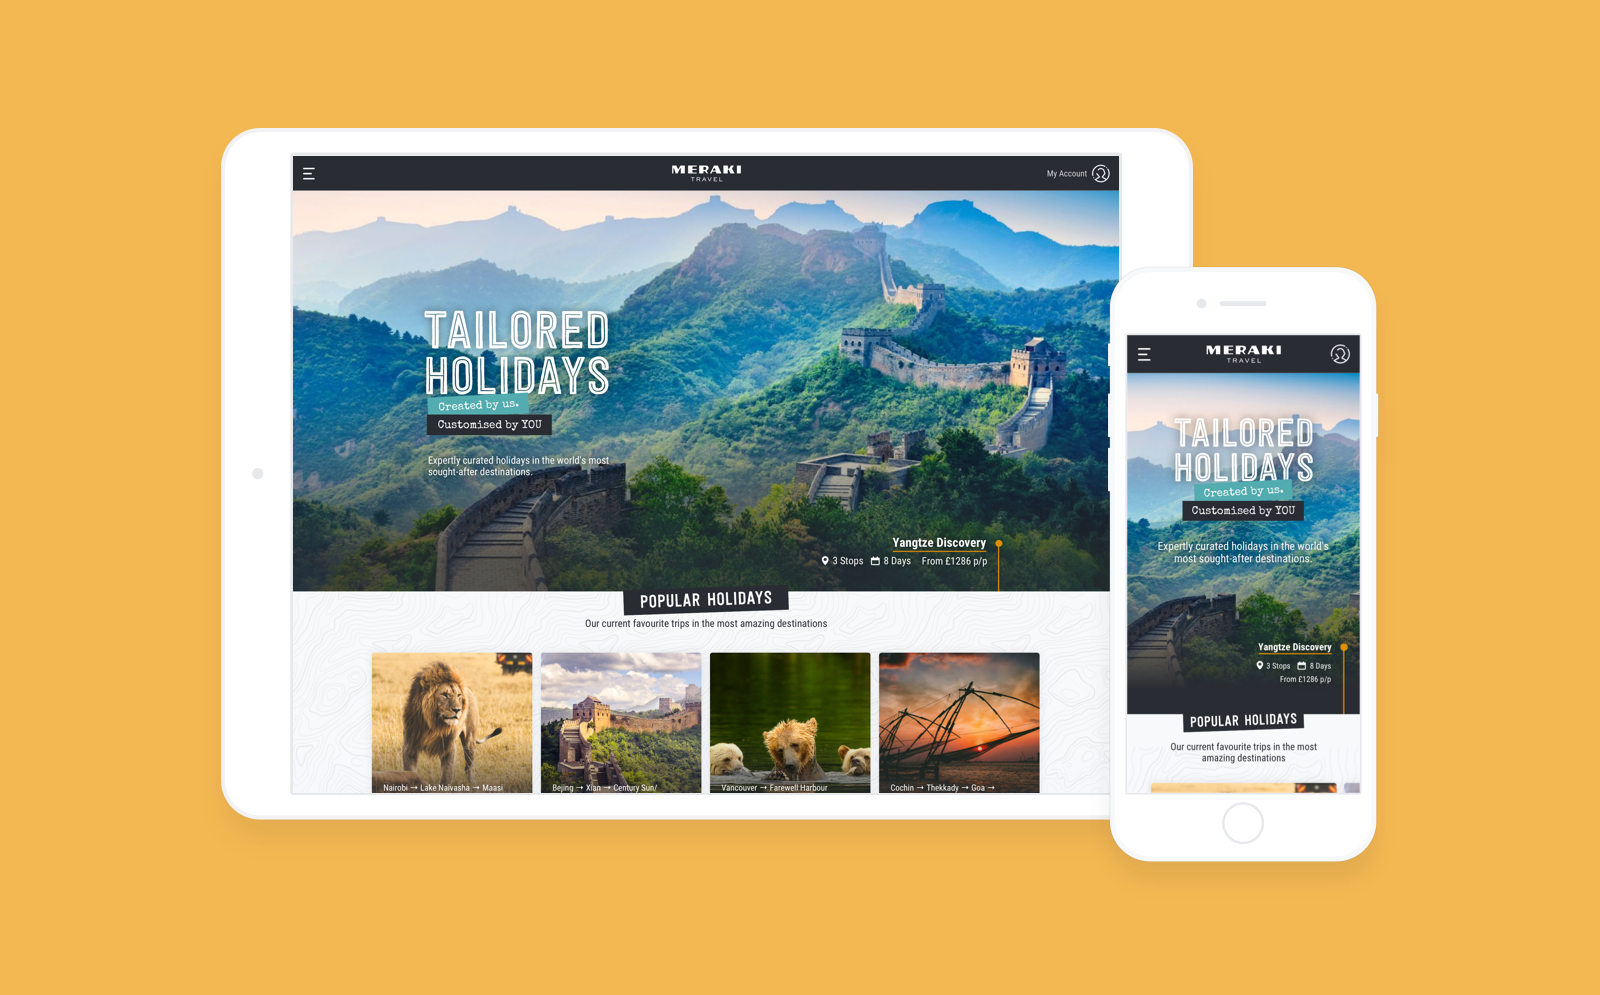 MERAKI
TRAVEL
My Account
TAILORED
HOLIDAYS
Created by us.
Customised by YOU
Expertly curated holidays in the world's most
sought-after destinations.
Yangtze Discovery
3 Stops 8 Days From £1286 p/p
POPULAR HOLIDAYS
Our current favourite trips in the most amazing destinations
Nairobi → Lake Naivasha → Maasi
Bejing → Xian → Century Sun/
Vancouver → Farewell Harbour
Cochin → Thekkady → Goa →
MERAKI
TRAVEL
TAILORED
HOLIDAYS
Created by us.
Customised by YOU
Expertly curated holidays in the world's
most sought-after destinations.
Yangtze Discovery
3 Stops 8 Days
From £1286 p/p
POPULAR HOLIDAYS
Our current favourite trips in the most
amazing destinations